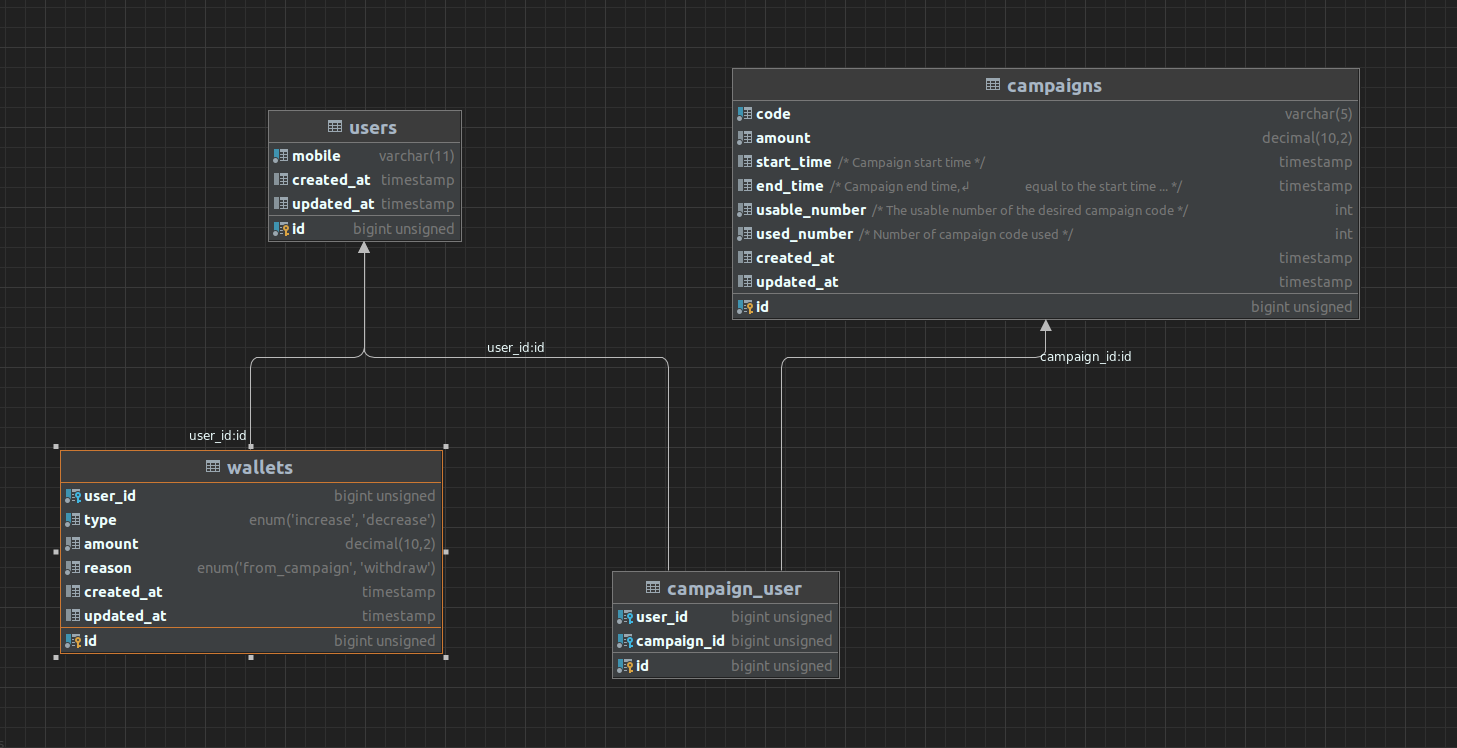 users
mobile varchar(11)
created_at timestamp
updated_at timestamp
id bigint unsigned
campaigns
code varchar(5)
amount decimal(10,2)
start_time /* Campaign start time */ timestamp
end_time /* Campaign end time,↲ equal to the start time ... */ timestamp
usable_number /* The usable number of the desired campaign code */ int
used_number /* Number of campaign code used */ int
created_at timestamp
updated_at timestamp
id bigint unsigned
user_id:id
campaign_id:id
user_id:id
wallets
user_id bigint unsigned
type enum('increase', 'decrease')
amount decimal(10,2)
reason enum('from_campaign', 'withdraw')
created_at timestamp
updated_at timestamp
id bigint unsigned
campaign_user
user_id bigint unsigned
campaign_id bigint unsigned
id bigint unsigned